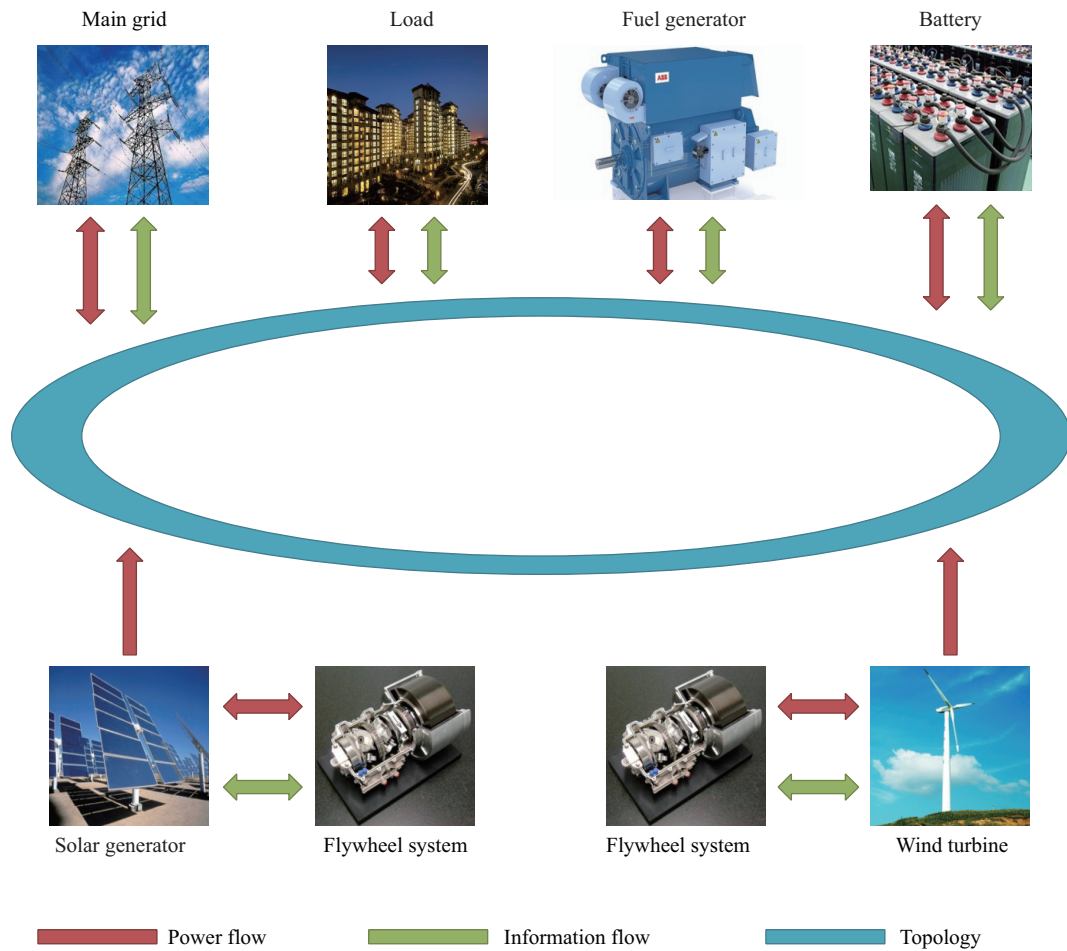 Main grid
Load
Fuel generator
Battery
ABB
Solar generator
Flywheel system
Flywheel system
Wind turbine
Power flow
Information flow
Topology